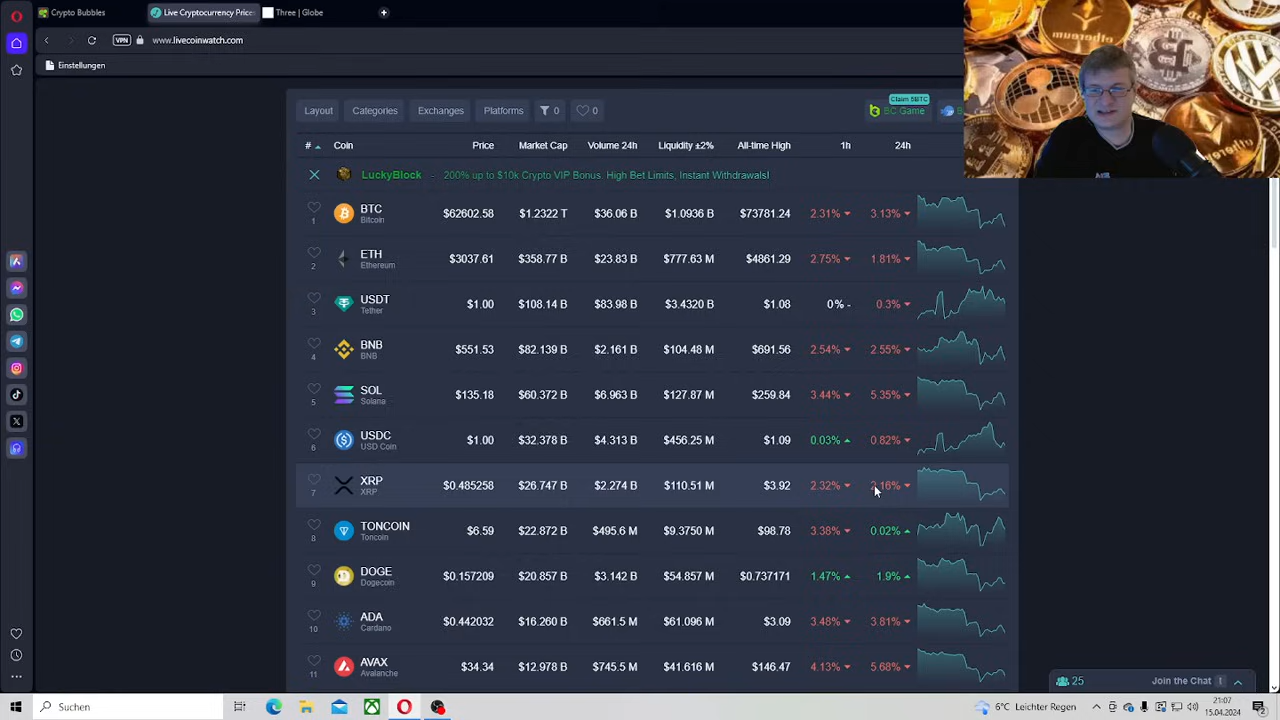 Crypto Bubbles
Live Cryptocurrency Price
Three | Globe
VPN
www.livecoinwatch.com
Einstellungen
Layout
Categories
Exchanges
Platforms
0
0
Claim 5BTC
BC Game
# Coin Price Market Cap Volume 24h Liquidity ±2% All-time High 1h 24h
LuckyBlock - 200% up to $10k Crypto VIP Bonus. High Bet Limits, Instant Withdrawals!
1 BTC $62602.58 $1.2322 T $36.06 B $1.0936 B $73781.24 2.31% 3.13%
Bitcoin
2 ETH $3037.61 $358.77 B $23.83 B $777.63 M $4861.29 2.75% 1.81%
Ethereum
3 USDT $1.00 $108.14 B $83.98 B $3.4320 B $1.08 0% - 0.3%
Tether
4 BNB $551.53 $82.139 B $2.161 B $104.48 M $691.56 2.54% 2.55%
BNB
5 SOL $135.18 $60.372 B $6.963 B $127.87 M $259.84 3.44% 5.35%
Solana
6 USDC $1.00 $32.378 B $4.313 B $456.25 M $1.09 0.03% 0.82%
USD Coin
7 XRP $0.485258 $26.747 B $2.274 B $110.51 M $3.92 2.32% 2.16%
XRP
8 TONCOIN $6.59 $22.872 B $495.6 M $9.3750 M $98.78 3.38% 0.02%
Toncoin
9 DOGE $0.157209 $20.857 B $3.142 B $54.857 M $0.737171 1.47% 1.9%
Dogecoin
10 ADA $0.442032 $16.260 B $661.5 M $61.096 M $3.09 3.48% 3.81%
Cardano
11 AVAX $34.34 $12.978 B $745.5 M $41.616 M $146.47 4.13% 5.68%
Avalanche
25 Join the Chat 1
Suchen
6°C Leichter Regen
21:07
15.04.2024
2